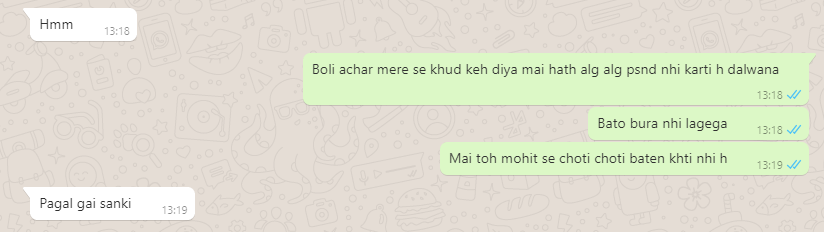 Hmm
13:18
Boli achar mere se khud keh diya mai hath alg alg psnd nhi karti h dalwana
13:18
Bato bura nhi lagega
13:18
Mai toh mohit se choti choti baten khti nhi h
13:19
Pagal gai sanki
13:19